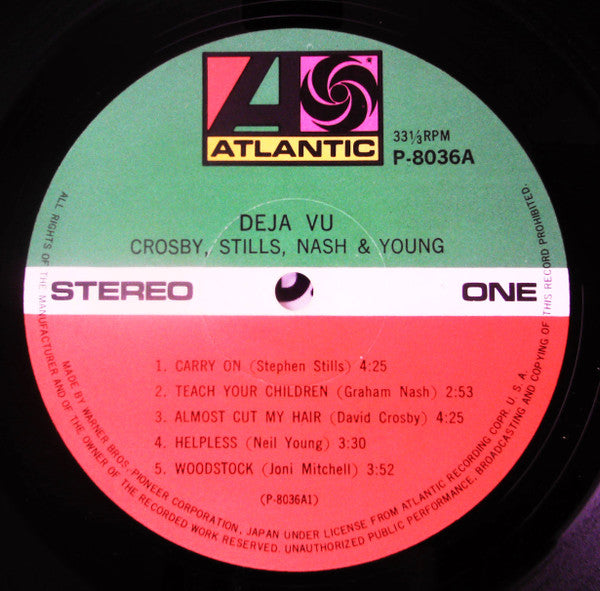 ATLANTIC
33⅓RPM
P-8036A
DEJA VU
CROSBY, STILLS, NASH & YOUNG
STEREO
ONE
1. CARRY ON (Stephen Stills) 4:25
2. TEACH YOUR CHILDREN (Graham Nash) 2:53
3. ALMOST CUT MY HAIR (David Crosby) 4:25
4. HELPLESS (Neil Young) 3:30
5. WOODSTOCK (Joni Mitchell) 3:52
(P-8036A1)
MADE BY WARNER BROS. PIONEER CORPORATION, JAPAN UNDER LICENSE FROM ATLANTIC RECORDING COPR U. S. A.
ALL RIGHTS OF THE MANUFACTURER AND OF THE OWNER OF THE RECORDED WORK RESERVED. UNAUTHORIZED PUBLIC PERFORMANCE, BROADCASTING AND COPYING OF THIS RECORD PROHIBITED.